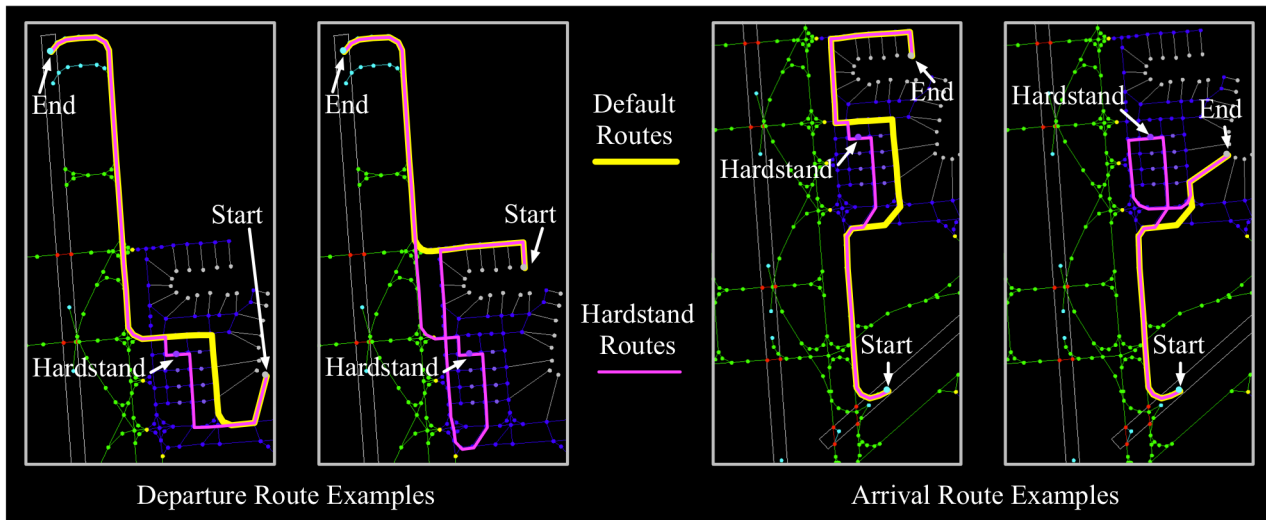 End
Start
Hardstand
End
Start
Hardstand
Default
Routes
Hardstand
Routes
End
Hardstand
Start
Hardstand
End
Start
Departure Route Examples
Arrival Route Examples